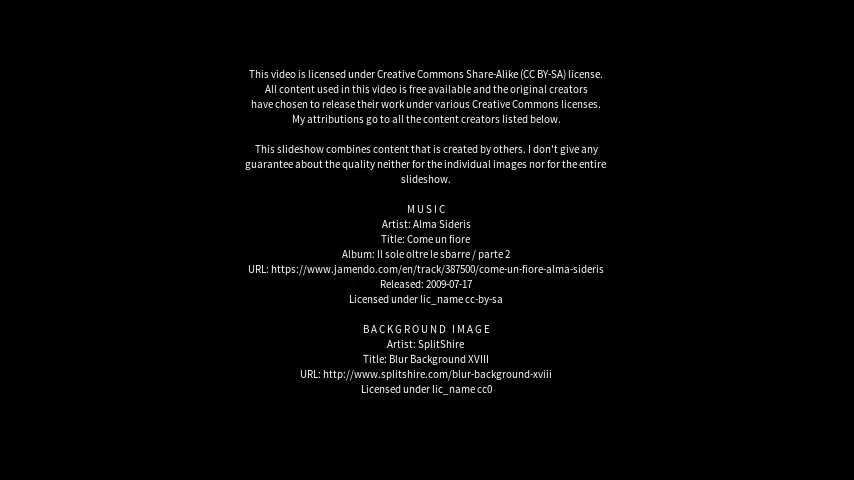 This video is licensed under Creative Commons Share-Alike (CC BY-SA) license.
All content used in this video is free available and the original creators
have chosen to release their work under various Creative Commons licenses.
My attributions go to all the content creators listed below.
This slideshow combines content that is created by others. I don't give any
guarantee about the quality neither for the individual images nor for the entire
slideshow.
MUSIC
Artist: Alma Sideris
Title: Come un fiore
Album: Il sole oltre le sbarre / parte 2
URL: https://www.jamendo.com/en/track/387500/come-un-fiore-alma-sideris
Released: 2009-07-17
Licensed under lic_name cc-by-sa
BACKGROUND IMAGE
Artist: SplitShire
Title: Blur Background XVIII
URL: http://www.splitshire.com/blur-background-xviii
Licensed under lic_name cc0